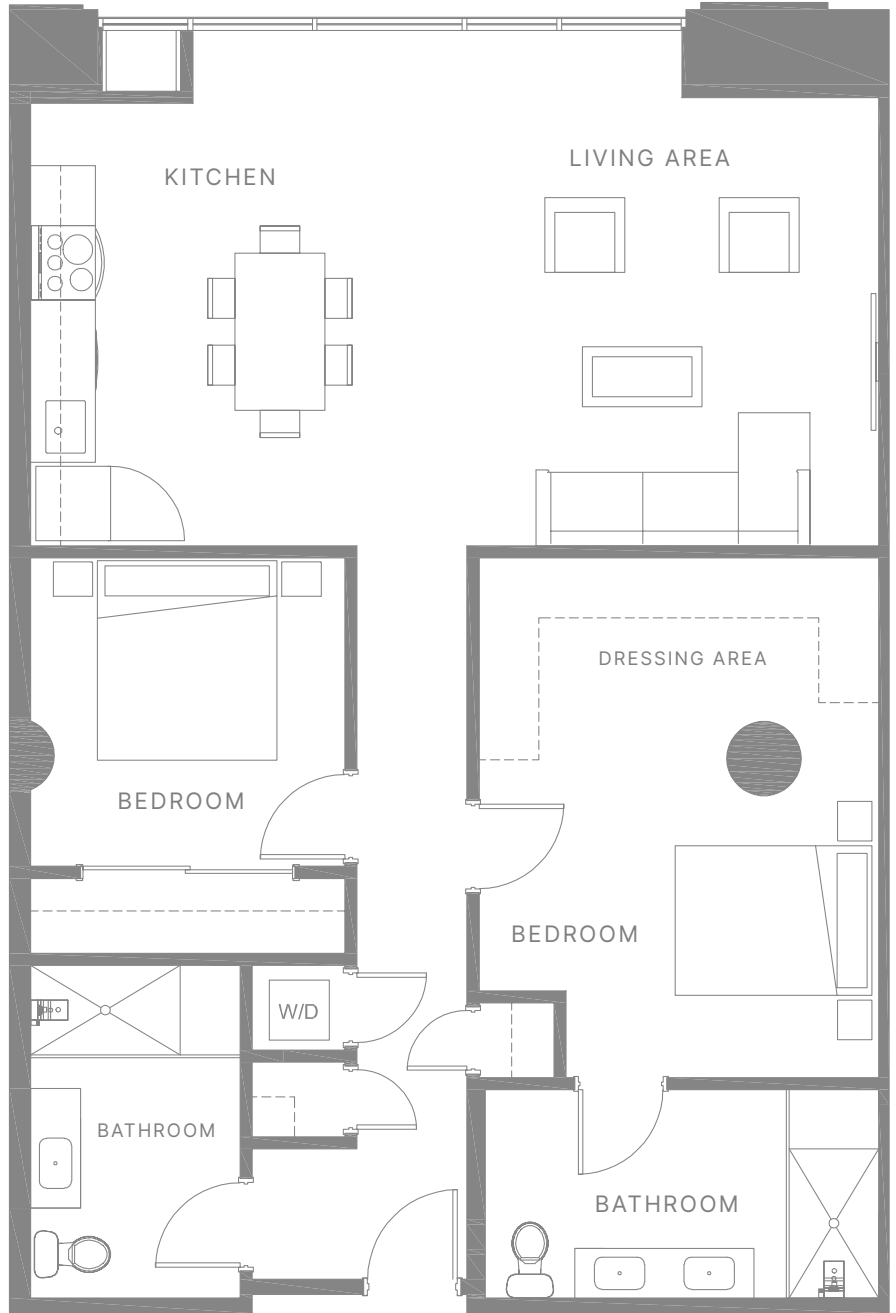 LIVING AREA
KITCHEN
DRESSING AREA
BEDROOM
BEDROOM
W/D
BATHROOM
BATHROOM